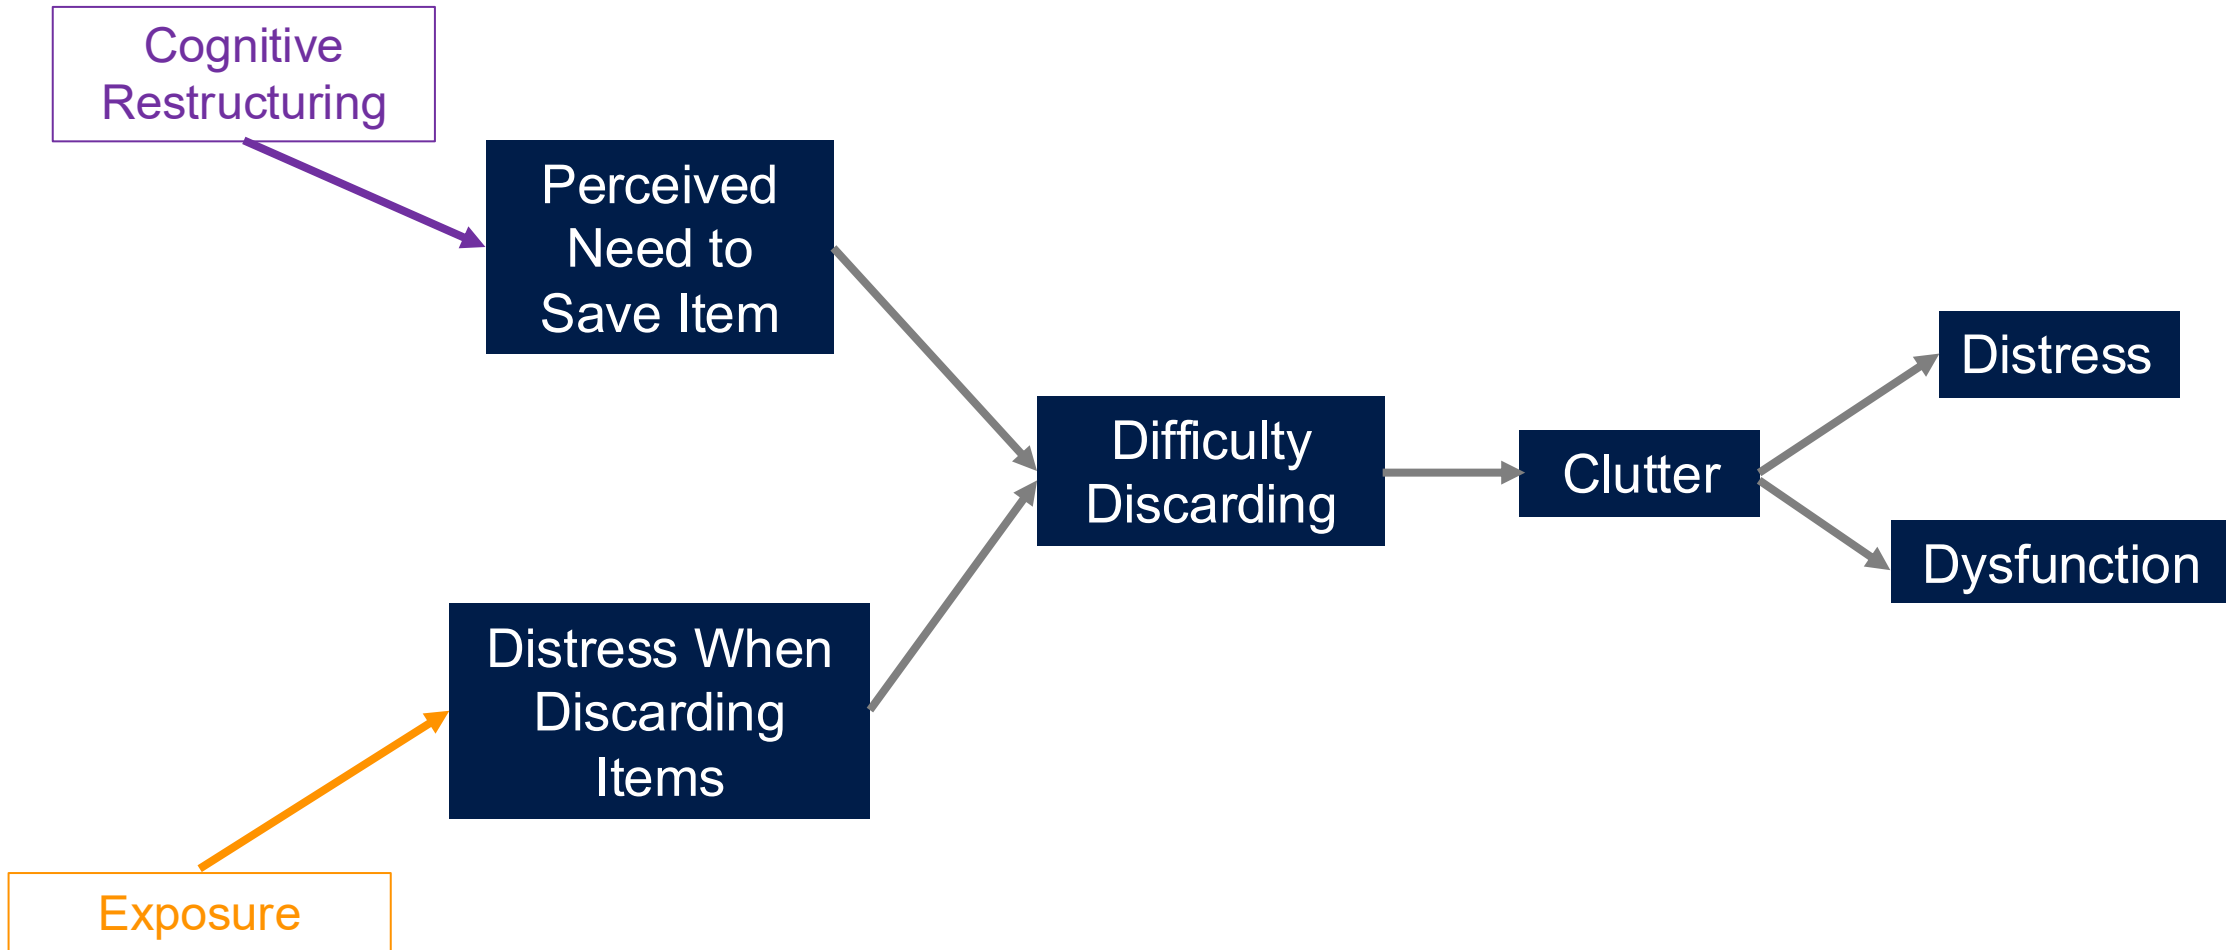 Cognitive
Restructuring
Perceived
Need to
Save Item
Distress When
Discarding
Items
Exposure
Difficulty
Discarding
Clutter
Distress
Dysfunction